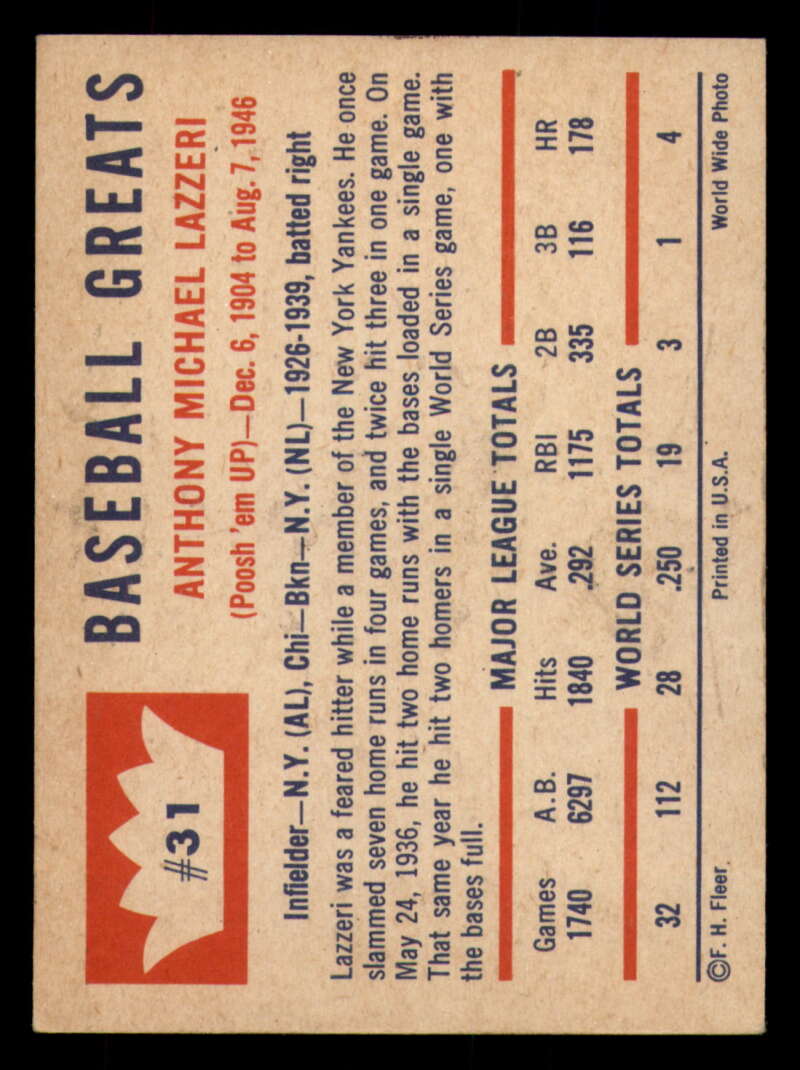 #31
BASEBALL GREATS
ANTHONY MICHAEL LAZZERI
(Poosh 'em UP)—Dec. 6, 1904 to Aug. 7, 1946
Infielder—N.Y. (AL), Chi—Bkn—N.Y. (NL)—1926-1939, batted right
Lazzeri was a feared hitter while a member of the New York Yankees. He once
slammed seven home runs in four games, and twice hit three in one game. On
May 24, 1936, he hit two home runs with the bases loaded in a single game.
That same year he hit two homers in a single World Series game, one with
the bases full.
MAJOR LEAGUE TOTALS
Games A.B. Hits Ave. RBI 2B 3B HR
1740 6297 1840 .292 1175 335 116 178
WORLD SERIES TOTALS
32 112 28 .250 19 3 1 4
©F. H. Fleer. Printed in U.S.A. World Wide Photo